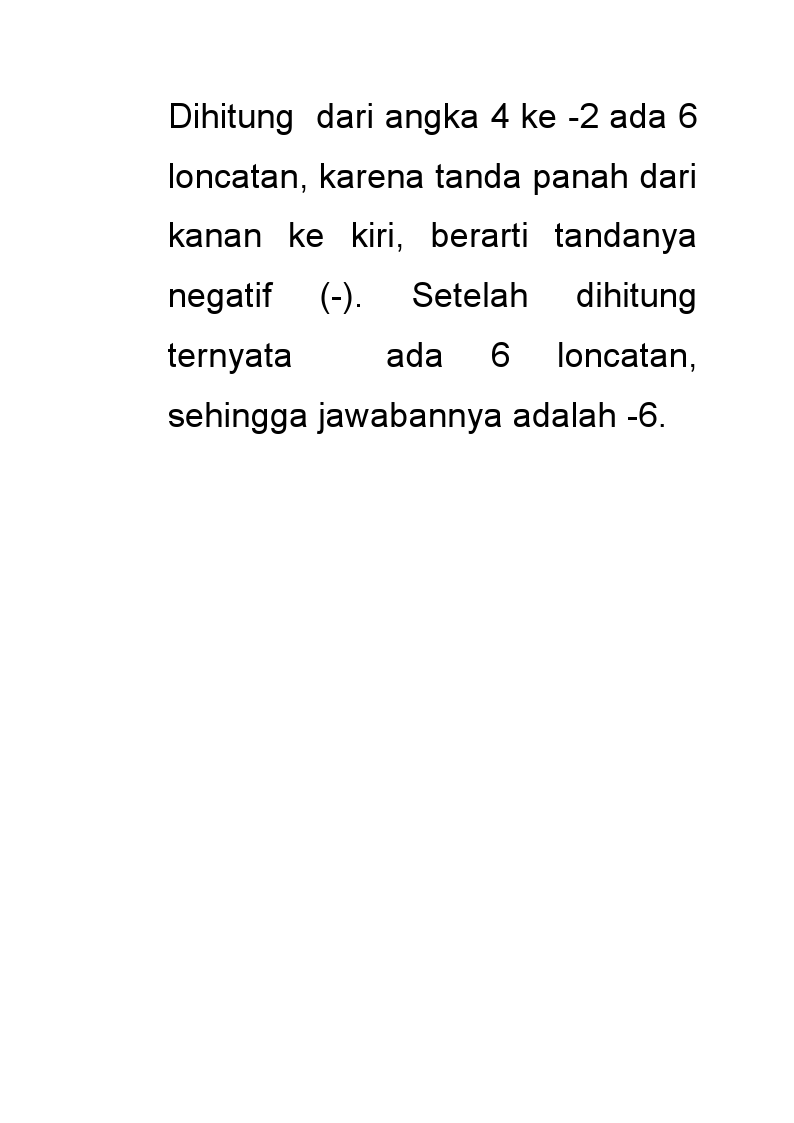 Dihitung  dari angka 4 ke -2 ada 6
loncatan, karena tanda panah dari
kanan ke kiri, berarti tandanya
negatif (-). Setelah dihitung
ternyata  ada 6 loncatan,
sehingga jawabannya adalah -6.